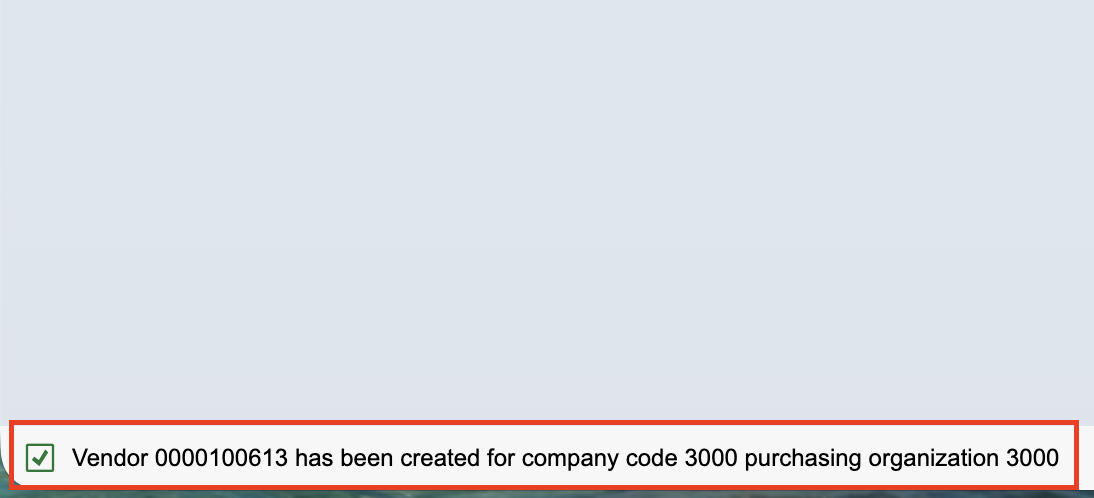 Vendor 0000100613 has been created for company code 3000 purchasing organization 3000